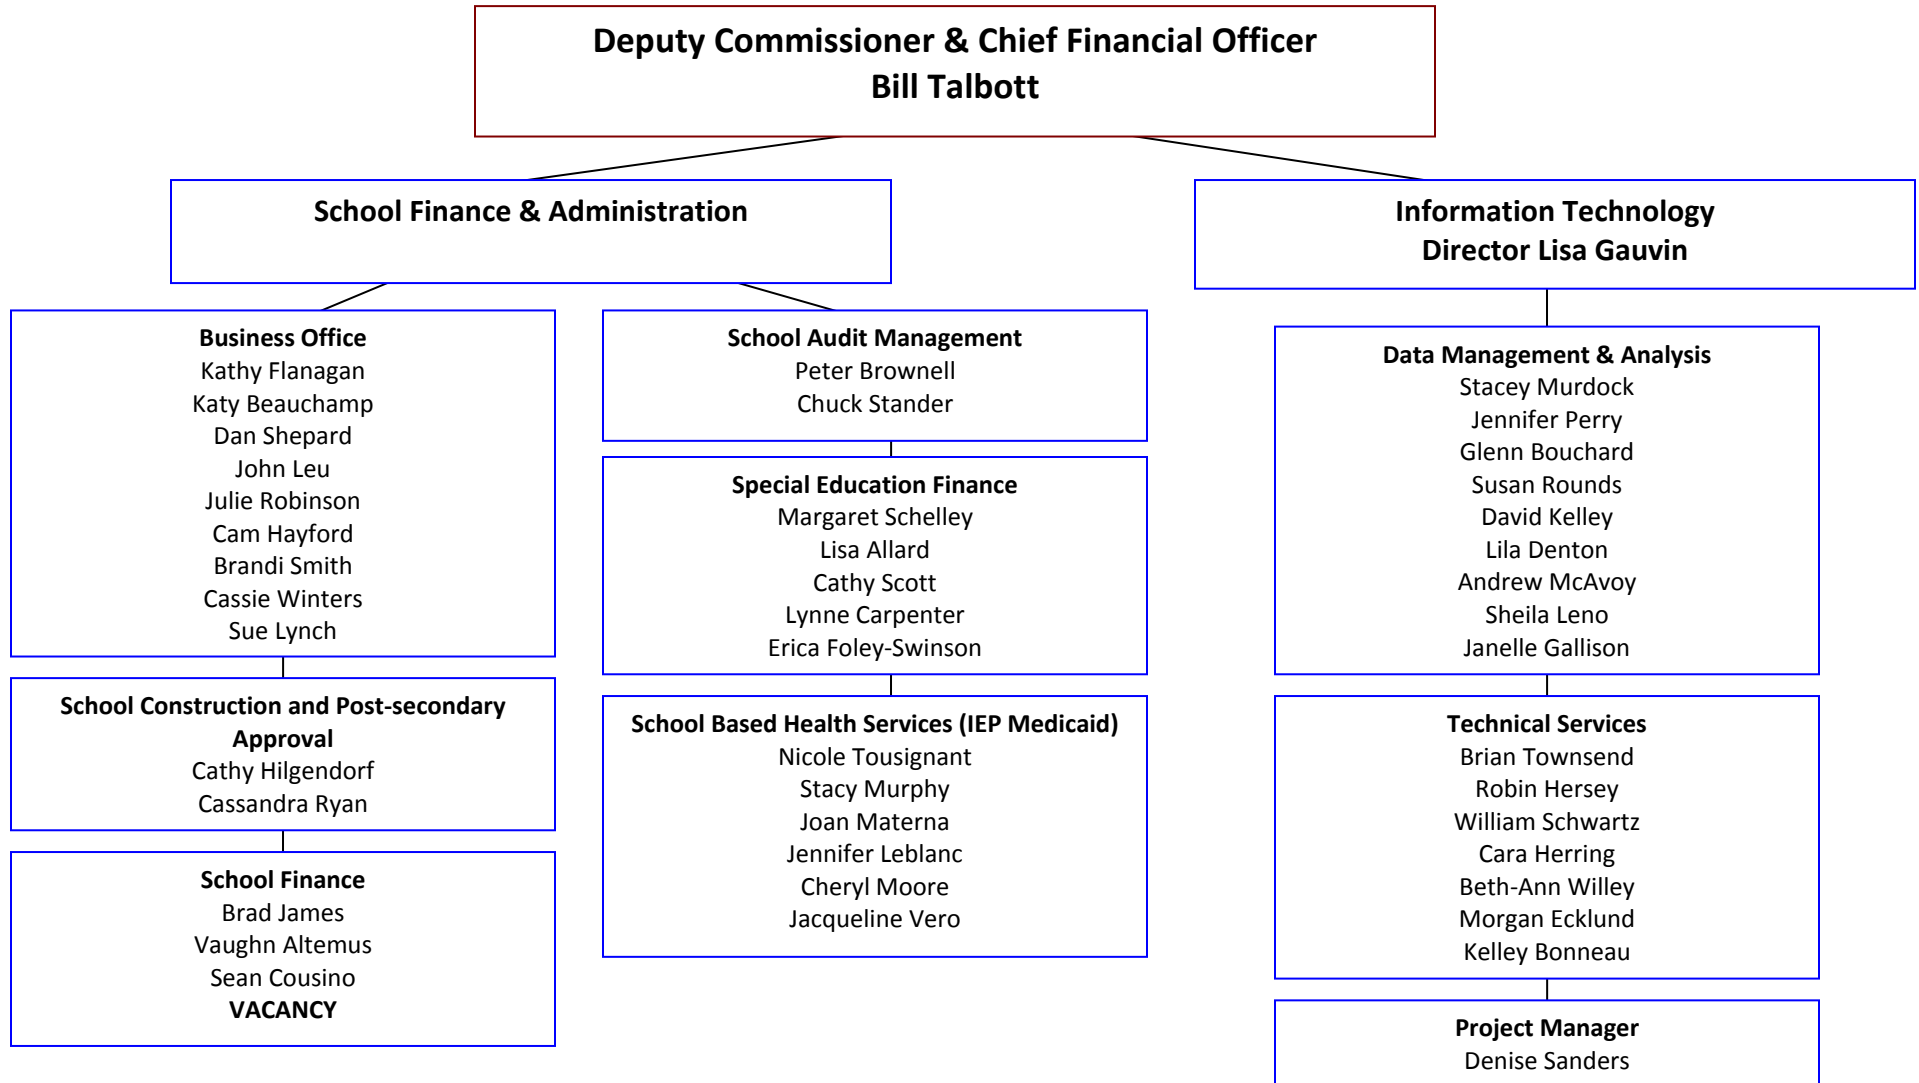 Deputy Commissioner & Chief Financial Officer
Bill Talbott
School Finance & Administration
Information Technology
Director Lisa Gauvin
Business Office
Kathy Flanagan
Katy Beauchamp
Dan Shepard
John Leu
Julie Robinson
Cam Hayford
Brandi Smith
Cassie Winters
Sue Lynch
School Construction and Post-secondary
Approval
Cathy Hilgendorf
Cassandra Ryan
School Finance
Brad James
Vaughn Altemus
Sean Cousino
VACANCY
School Audit Management
Peter Brownell
Chuck Stander
Special Education Finance
Margaret Schelley
Lisa Allard
Cathy Scott
Lynne Carpenter
Erica Foley-Swinson
School Based Health Services (IEP Medicaid)
Nicole Tousignant
Stacy Murphy
Joan Materna
Jennifer Leblanc
Cheryl Moore
Jacqueline Vero
Data Management & Analysis
Stacey Murdock
Jennifer Perry
Glenn Bouchard
Susan Rounds
David Kelley
Lila Denton
Andrew McAvoy
Sheila Leno
Janelle Gallison
Technical Services
Brian Townsend
Robin Hersey
William Schwartz
Cara Herring
Beth-Ann Willey
Morgan Ecklund
Kelley Bonneau
Project Manager
Denise Sanders